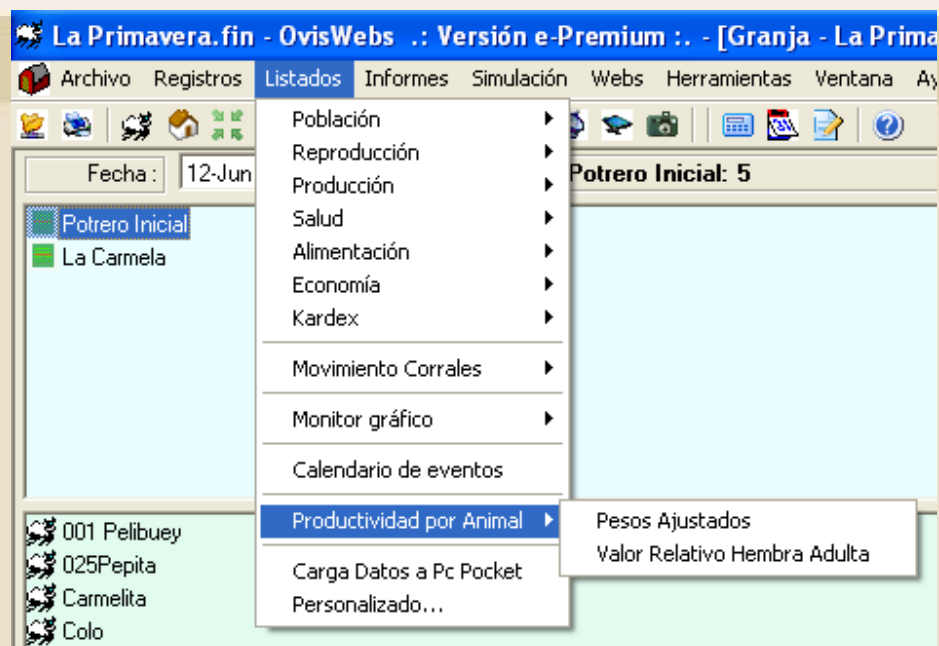 La Primavera.fin - OvisWebs .: Versión e-Premium :. - [Granja - La Prima
Archivo Registros Listados Informes Simulación Webs Herramientas Ventana Ay
Fecha : 12-Jun
Potrero Inicial: 5
Potrero Inicial
La Carmela
Población
Reproducción
Producción
Salud
Alimentación
Economía
Kardex
Movimiento Corrales
Monitor gráfico
Calendario de eventos
Productividad por Animal
Pesos Ajustados
Valor Relativo Hembra Adulta
Carga Datos a Pc Pocket
Personalizado...
001 Pelibuey
025Pepita
Carmelita
Colo